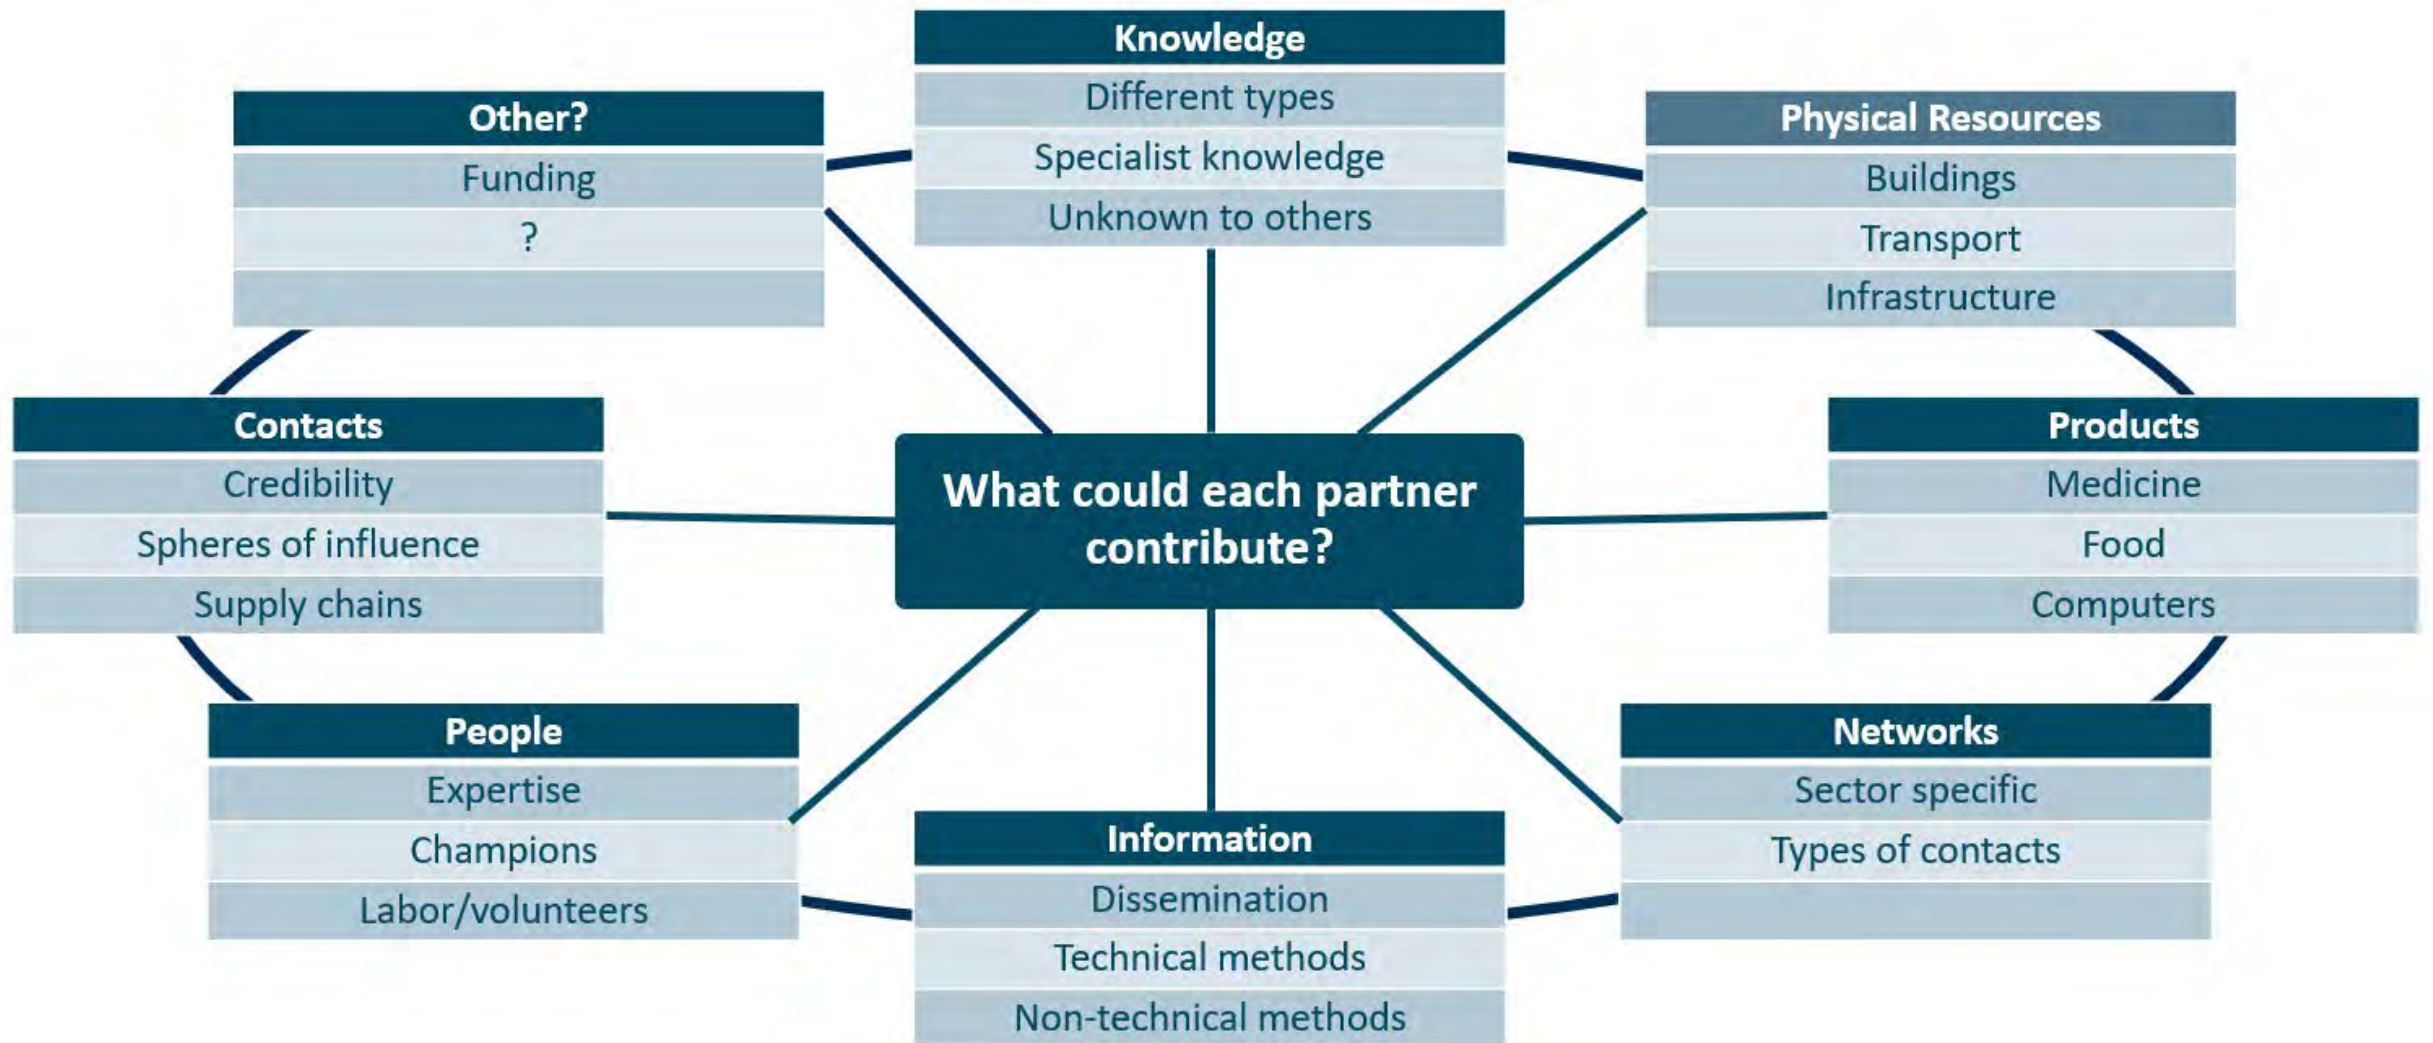 Knowledge
Different types
Specialist knowledge
Unknown to others
Other?
Funding
?
Physical Resources
Buildings
Transport
Infrastructure
Contacts
Credibility
Spheres of influence
Supply chains
What could each partner
contribute?
Products
Medicine
Food
Computers
People
Expertise
Champions
Labor/volunteers
Information
Dissemination
Technical methods
Non-technical methods
Networks
Sector specific
Types of contacts